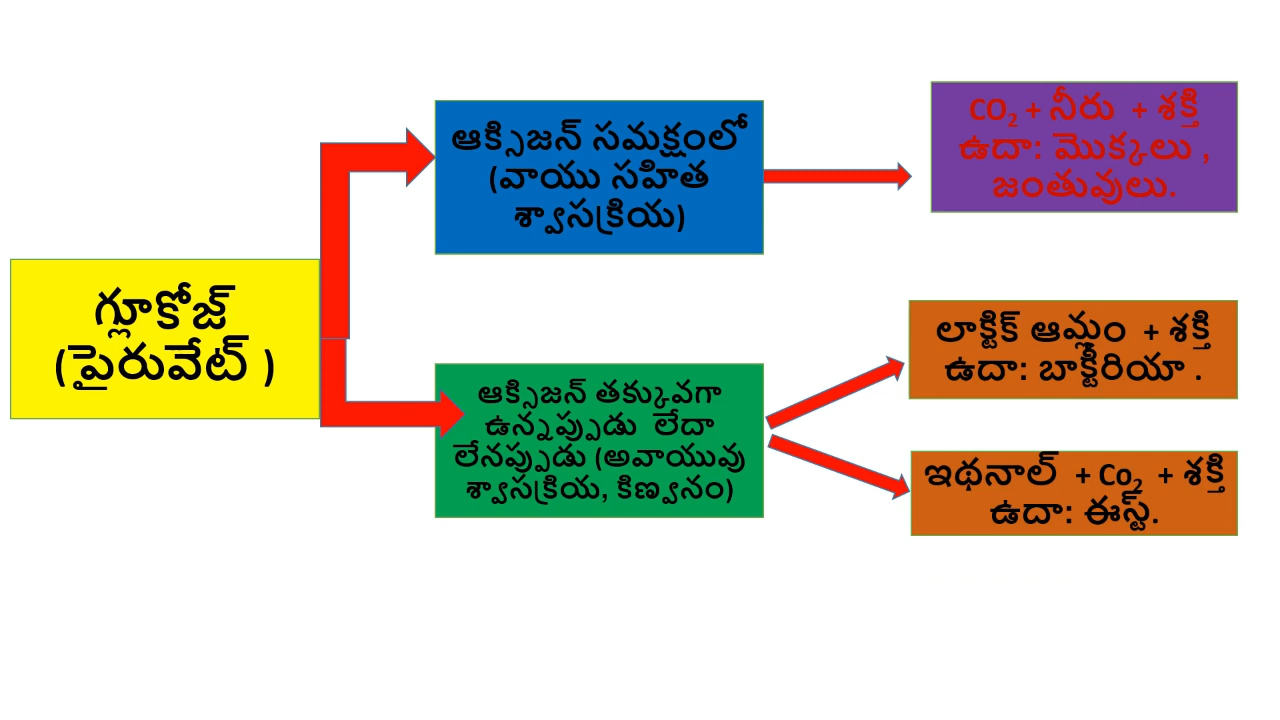 గ్లూకోజ్
(పైరువేట్ )
ఆక్సిజన్ సమక్షంలో
(వాయు సహిత
శ్వాసక్రియ)
CO₂ + నీరు + శక్తి
ఉదా: మొక్కలు ,
జంతువులు.
ఆక్సిజన్ తక్కువగా
ఉన్నప్పుడు లేదా
లేనప్పుడు (అవాయువు
శ్వాసక్రియ, కిణ్వనం)
లాక్టిక్ ఆమ్లం + శక్తి
ఉదా: బాక్టీరియా .
ఇథనాల్ + Co₂ + శక్తి
ఉదా: ఈస్ట్.